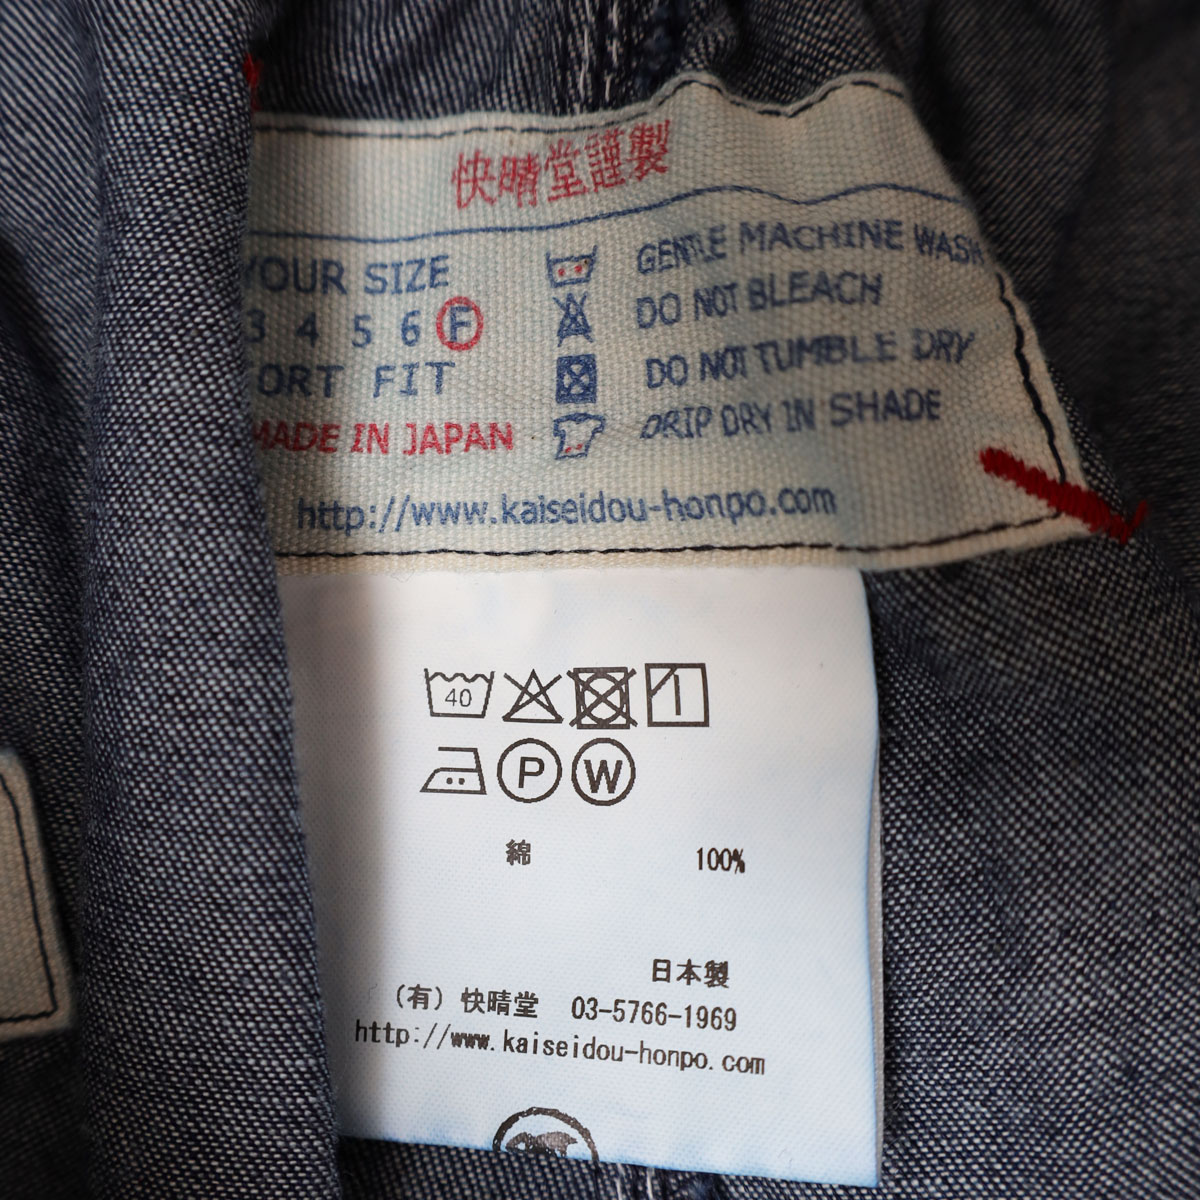 快晴堂謹製
YOUR SIZE
3 4 5 6 F
ORT FIT
MADE IN JAPAN
GENTLE MACHINE WASH
DO NOT BLEACH
DO NOT TUMBLE DRY
DRIP DRY IN SHADE
http://www.kaiseidou-honpo.com
40
P W
綿 100%
日本製
(有) 快晴堂 03-5766-1969
http://www.kaiseidou-honpo.com